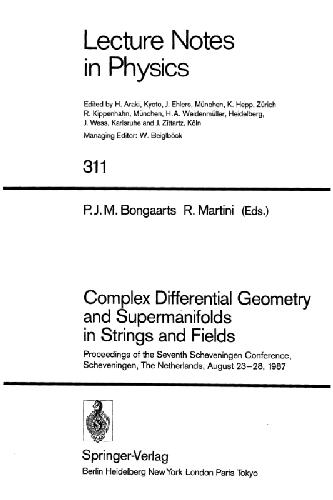 Lecture Notes
in Physics
Edited by H. Araki, Kyoto, J. Ehlers, München, K. Hepp, Zürich
R. Kippenhahn, München, H. A. Weidenmüller, Heidelberg,
J. Wess, Karlsruhe and J. Zittartz, Köln
Managing Editor: W. Beiglböck
311
P.J.M. Bongaarts R. Martini (Eds.)
Complex Differential Geometry
and Supermanifolds
in Strings and Fields
Proceedings of the Seventh Scheveningen Conference,
Scheveningen, The Netherlands, August 23–28, 1987
Springer-Verlag
Berlin Heidelberg New York London Paris Tokyo